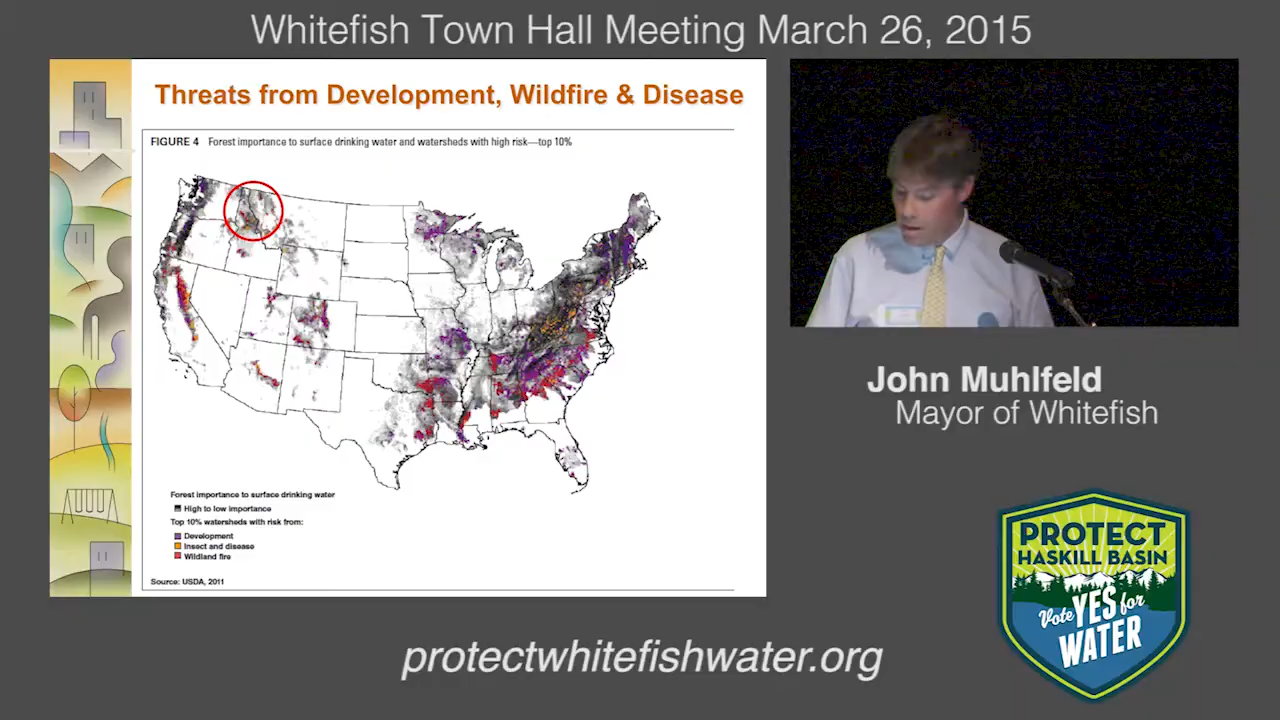 Whitefish Town Hall Meeting March 26, 2015
Threats from Development, Wildfire & Disease
FIGURE 4 Forest importance to surface drinking water and watersheds with high risk—top 10%
Forest importance to surface drinking water
High to low importance
Top 10% watersheds with risk from:
Development
Insect and disease
Wildland fire
Source: USDA, 2011
John Muhlfeld
Mayor of Whitefish
PROTECT
HASKILL BASIN
Vote YES for
WATER
protectwhitefishwater.org